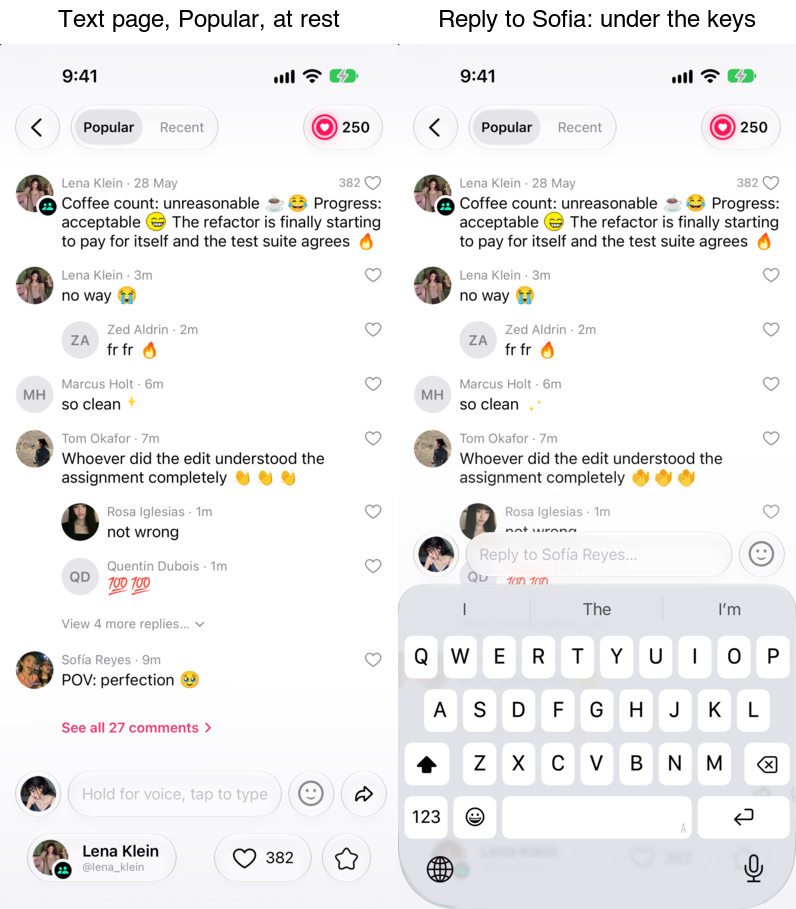 Text page, Popular, at rest
9:41
Popular
Recent
250
Lena Klein · 28 May
382
Coffee count: unreasonable ☕😂 Progress:
acceptable 😁 The refactor is finally starting
to pay for itself and the test suite agrees 🔥
Lena Klein · 3m
no way 😭
ZA
Zed Aldrin · 2m
fr fr 🔥
MH
Marcus Holt · 6m
so clean ✨
Tom Okafor · 7m
Whoever did the edit understood the
assignment completely 👏 👏 👏
Rosa Iglesias · 1m
not wrong
QD
Quentin Dubois · 1m
💯 💯
View 4 more replies...
Sofía Reyes · 9m
POV: perfection 🥹
See all 27 comments
Hold for voice, tap to type
Lena Klein
@lena_klein
382
Reply to Sofia: under the keys
9:41
Popular
Recent
250
Lena Klein · 28 May
382
Coffee count: unreasonable ☕😂 Progress:
acceptable 😁 The refactor is finally starting
to pay for itself and the test suite agrees 🔥
Lena Klein · 3m
no way 😭
ZA
Zed Aldrin · 2m
fr fr 🔥
MH
Marcus Holt · 6m
so clean ✨
Tom Okafor · 7m
Whoever did the edit understood the
assignment completely 👏👏👏
Rosa Iglesias · 1m
not wrong
Reply to Sofía Reyes...
QD
💯 💯
I
The
I'm
Q W E R T Y U I O P
A S D F G H J K L
Z X C V B N M
123
A
Lena Klein
382